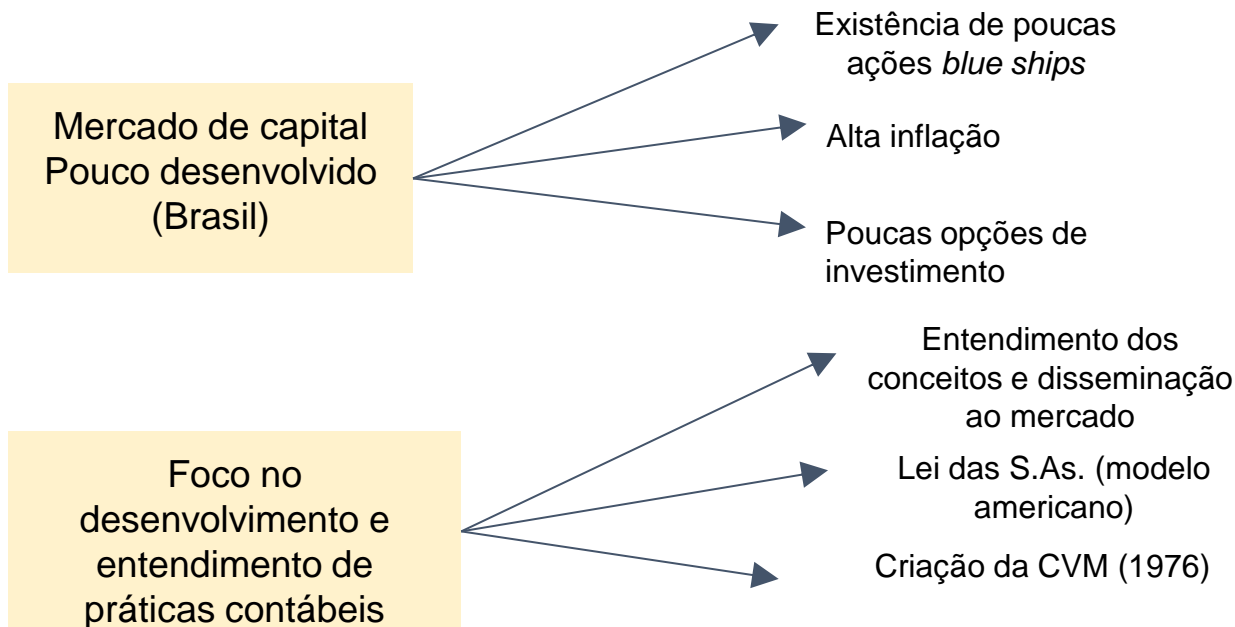 Mercado de capital
Pouco desenvolvido
(Brasil)
Existência de poucas
ações blue ships
Alta inflação
Poucas opções de
investimento
Foco no
desenvolvimento e
entendimento de
práticas contábeis
Entendimento dos
conceitos e disseminação
ao mercado
Lei das S.As. (modelo
americano)
Criação da CVM (1976)